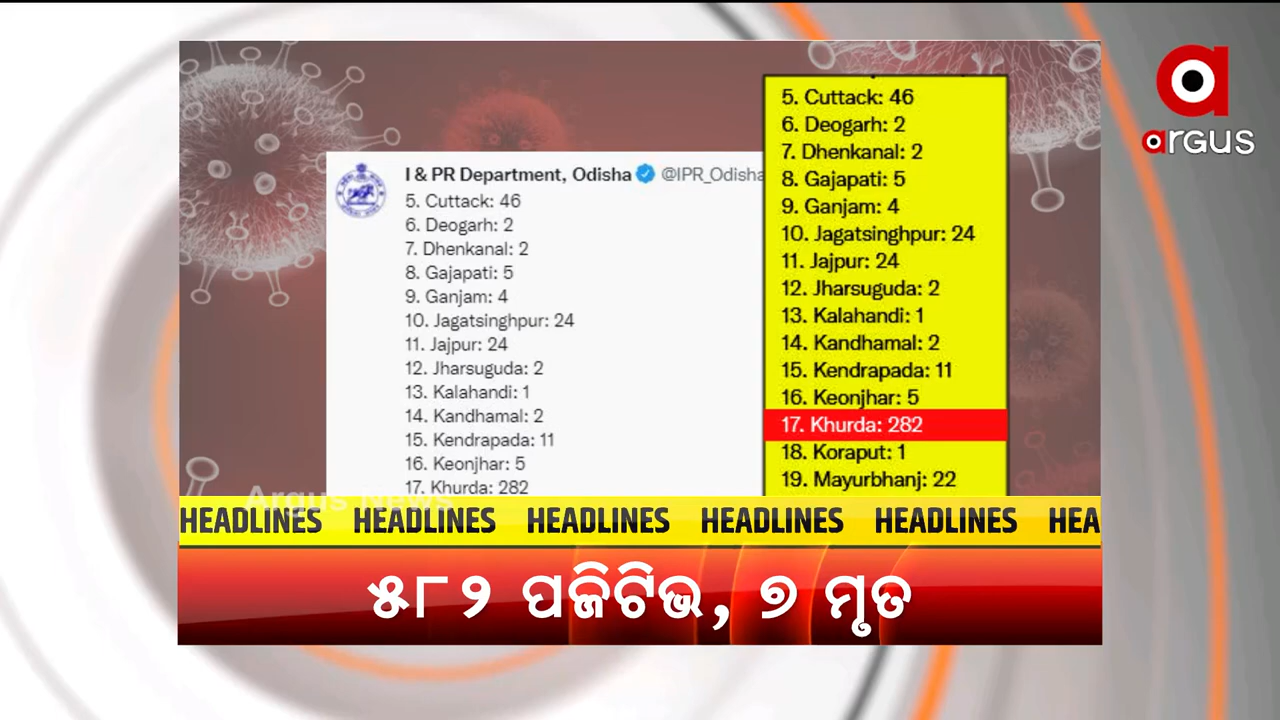 I & PR Department, Odisha @IPR_Odisha
5. Cuttack: 46
6. Deogarh: 2
7. Dhenkanal: 2
8. Gajapati: 5
9. Ganjam: 4
10. Jagatsinghpur: 24
11. Jajpur: 24
12. Jharsuguda: 2
13. Kalahandi: 1
14. Kandhamal: 2
15. Kendrapada: 11
16. Keonjhar: 5
17. Khurda: 282
5. Cuttack: 46
6. Deogarh: 2
7. Dhenkanal: 2
8. Gajapati: 5
9. Ganjam: 4
10. Jagatsinghpur: 24
11. Jajpur: 24
12. Jharsuguda: 2
13. Kalahandi: 1
14. Kandhamal: 2
15. Kendrapada: 11
16. Keonjhar: 5
17. Khurda: 282
18. Koraput: 1
19. Mayurbhanj: 22
argus
Argus News
HEADLINES HEADLINES HEADLINES HEADLINES HEADLINES HEA
୫୮୨ ପଜିଟିଭ, ୭ ମୃତ